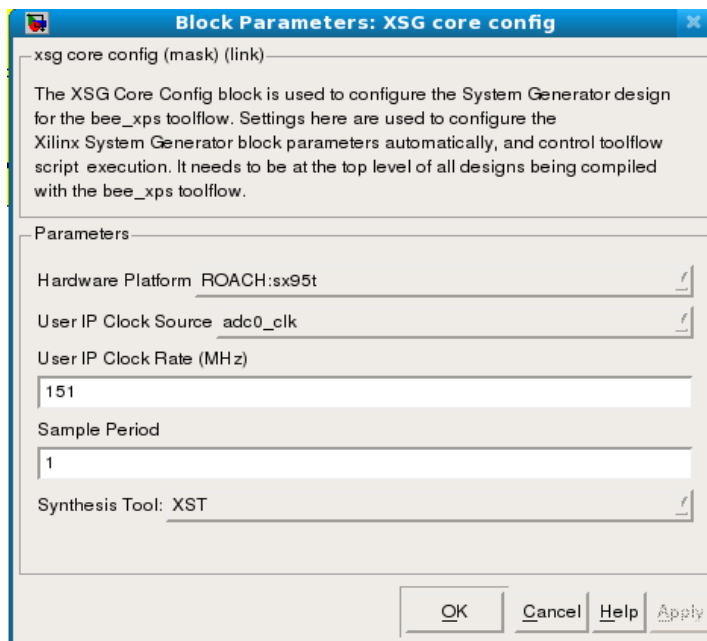 Block Parameters: XSG core config
xsg core config (mask) (link)
The XSG Core Config block is used to configure the System Generator design
for the bee_xps toolflow. Settings here are used to configure the
Xilinx System Generator block parameters automatically, and control toolflow
script execution. It needs to be at the top level of all designs being compiled
with the bee_xps toolflow.
Parameters
Hardware Platform ROACH:sx95t
User IP Clock Source adc0_clk
User IP Clock Rate (MHz)
151
Sample Period
1
Synthesis Tool: XST
OK Cancel Help Apply